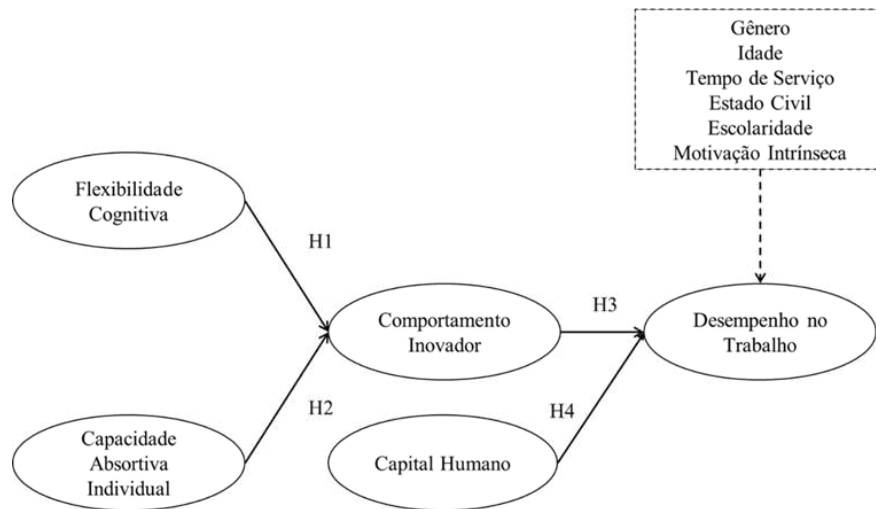 Gênero
Idade
Tempo de Serviço
Estado Civil
Escolaridade
Motivação Intrínseca
Flexibilidade
Cognitiva
H1
Comportamento
Inovador
H3
Desempenho no
Trabalho
H2
H4
Capacidade
Absortiva
Individual
Capital Humano